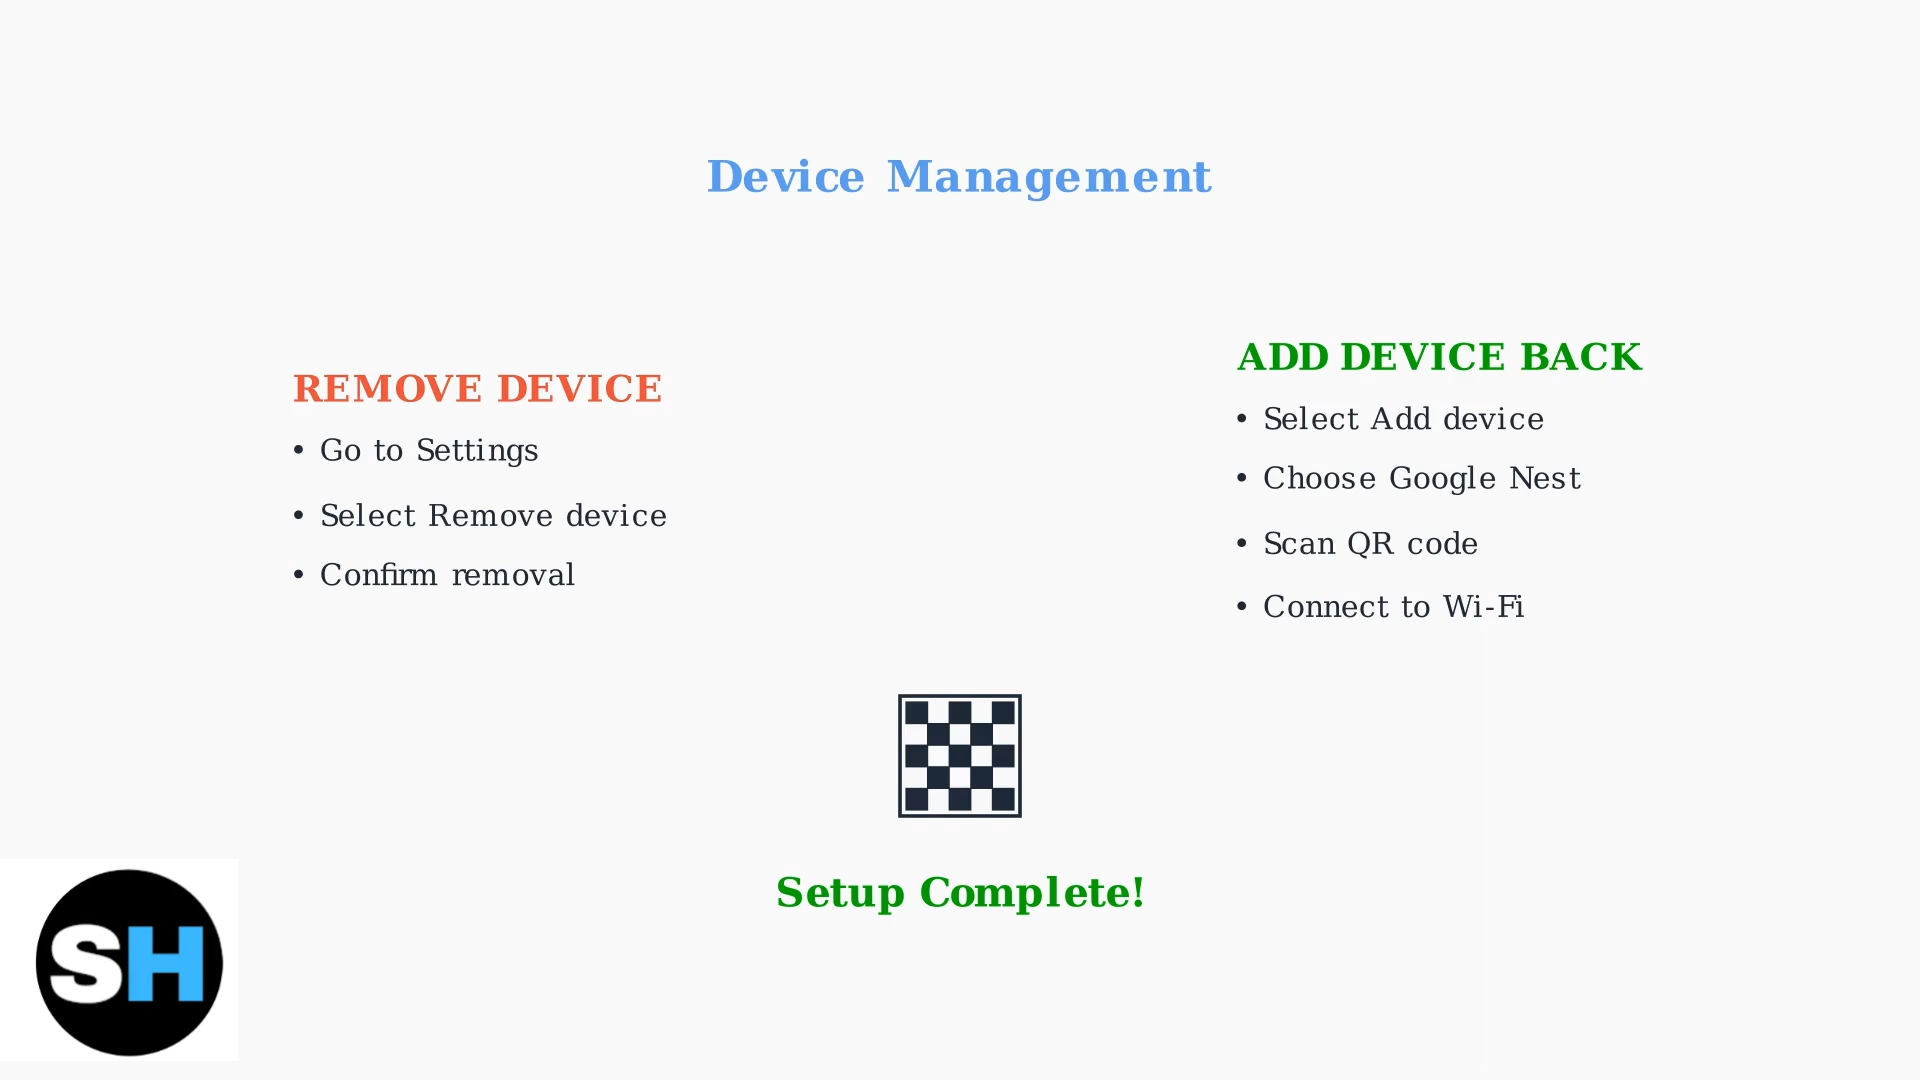 Device Management
REMOVE DEVICE
• Go to Settings
• Select Remove device
• Confirm removal
ADD DEVICE BACK
• Select Add device
• Choose Google Nest
• Scan QR code
• Connect to Wi-Fi
Setup Complete!
SH